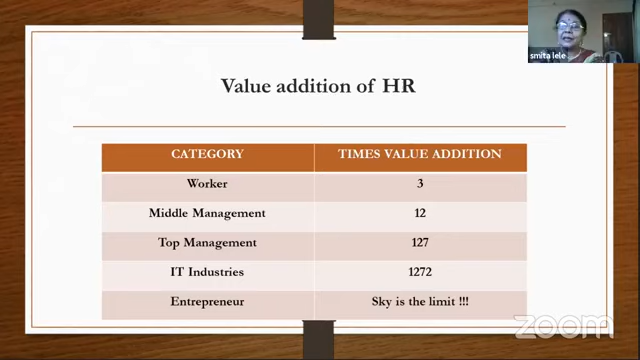 smita lele
Value addition of HR
CATEGORY TIMES VALUE ADDITION
Worker 3
Middle Management 12
Top Management 127
IT Industries 1272
Entrepreneur Sky is the limit !!!
zoom